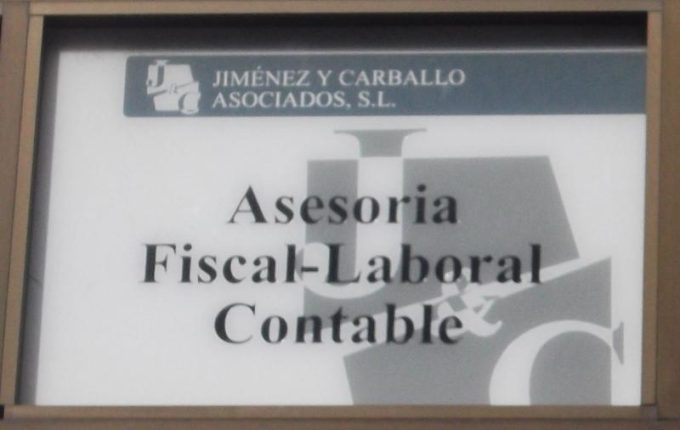 J&C JIMÉNEZ Y CARBALLO
ASOCIADOS, S.L.
Asesoria
Fiscal-Laboral
Contable
J&C